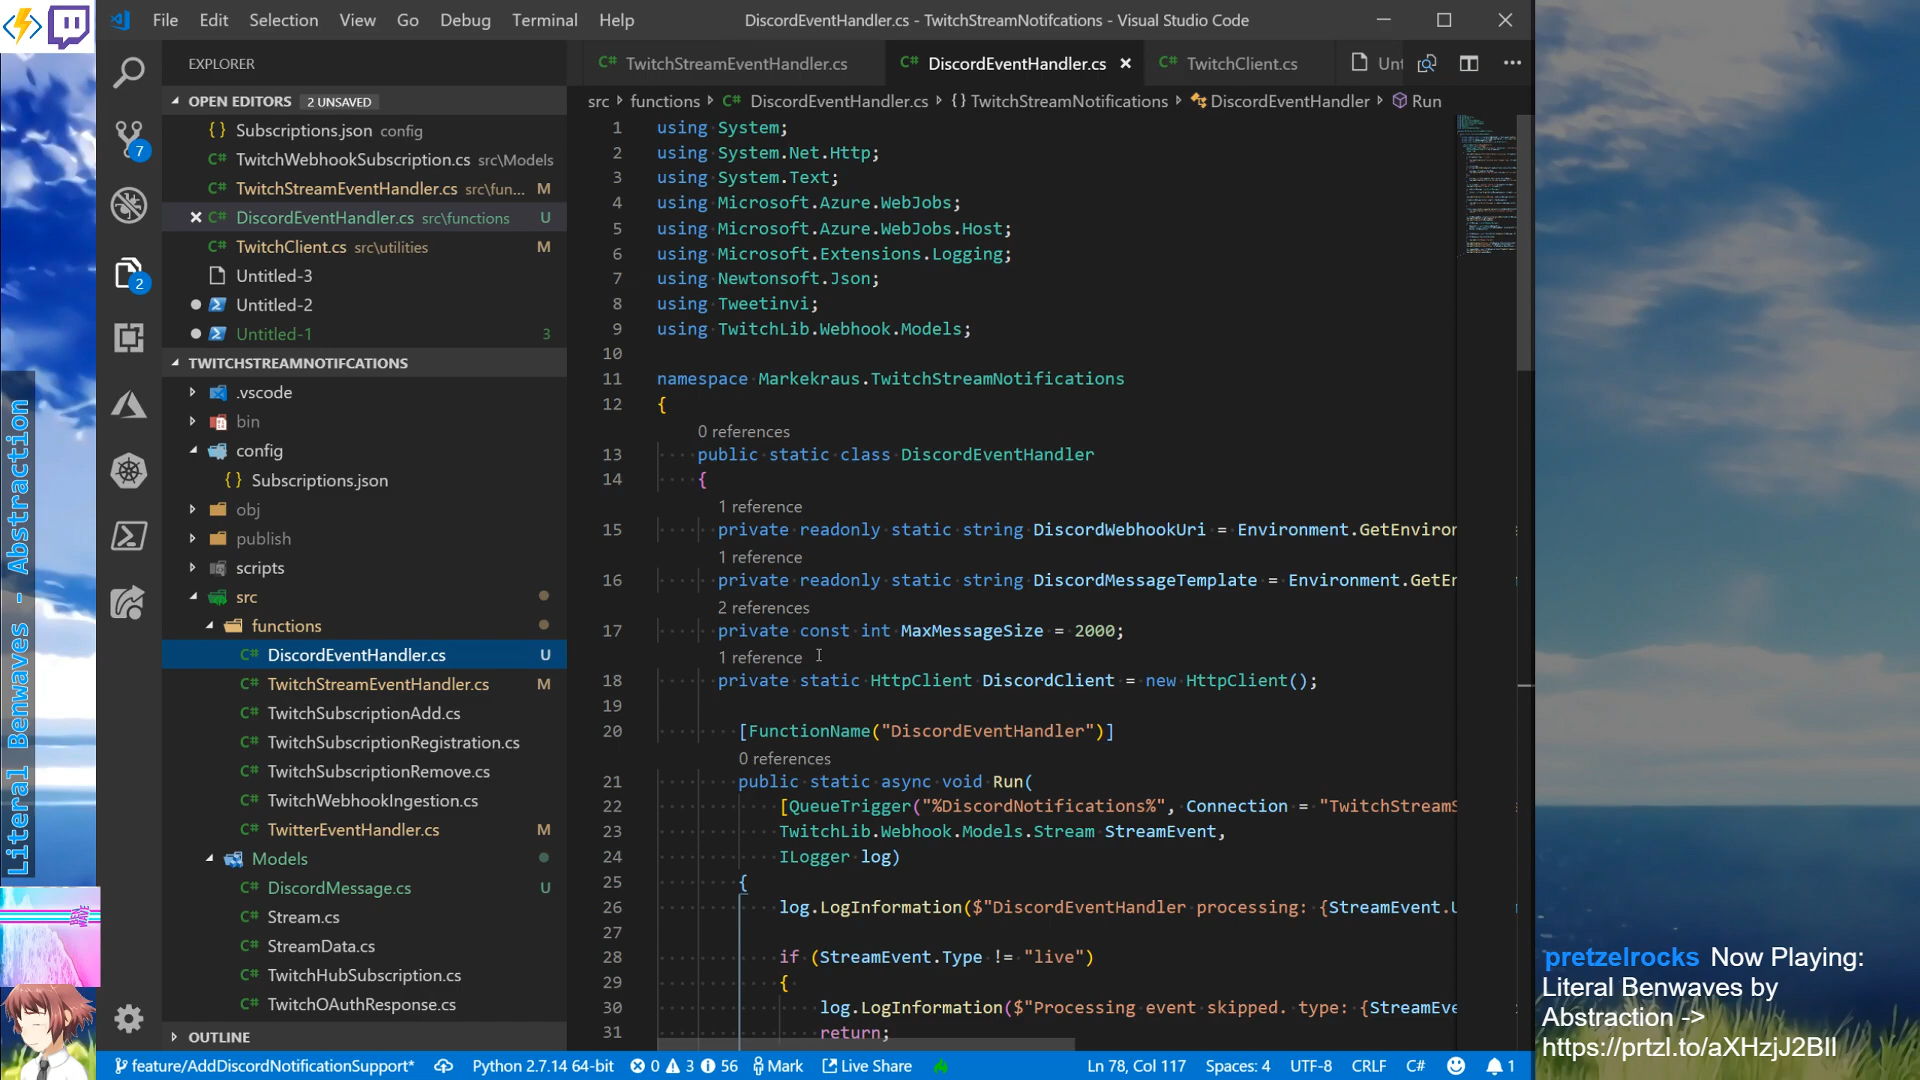 File Edit Selection View Go Debug Terminal Help
DiscordEventHandler.cs - TwitchStreamNotifcations - Visual Studio Code
EXPLORER
OPEN EDITORS 2 UNSAVED
Subscriptions.json config
TwitchWebhookSubscription.cs src\Models
TwitchStreamEventHandler.cs src\fun... M
DiscordEventHandler.cs src\functions U
TwitchClient.cs src\utilities M
Untitled-3
Untitled-2
Untitled-1 3
TWITCHSTREAMNOTIFCATIONS
.vscode
bin
config
Subscriptions.json
obj
publish
scripts
src
functions
DiscordEventHandler.cs U
TwitchStreamEventHandler.cs M
TwitchSubscriptionAdd.cs
TwitchSubscriptionRegistration.cs
TwitchSubscriptionRemove.cs
TwitchWebhookIngestion.cs
TwitterEventHandler.cs M
Models
DiscordMessage.cs U
Stream.cs
StreamData.cs
TwitchHubSubscription.cs
TwitchOAuthResponse.cs
OUTLINE
7
2
TwitchStreamEventHandler.cs
DiscordEventHandler.cs
TwitchClient.cs
Unt
src functions DiscordEventHandler.cs {} TwitchStreamNotifications DiscordEventHandler Run
1 using System;
2 using System.Net.Http;
3 using System.Text;
4 using Microsoft.Azure.WebJobs;
5 using Microsoft.Azure.WebJobs.Host;
6 using Microsoft.Extensions.Logging;
7 using Newtonsoft.Json;
8 using Tweetinvi;
9 using TwitchLib.Webhook.Models;
10
11 namespace Markekraus.TwitchStreamNotifications
12 {
0 references
13 public static class DiscordEventHandler
14 {
1 reference
15 private readonly static string DiscordWebhookUri = Environment.GetEnviron
1 reference
16 private readonly static string DiscordMessageTemplate = Environment.GetEn
2 references
17 private const int MaxMessageSize = 2000;
1 reference
18 private static HttpClient DiscordClient = new HttpClient();
19
20 [FunctionName("DiscordEventHandler")]
0 references
21 public static async void Run(
22 [QueueTrigger("%DiscordNotifications%", Connection = "TwitchStreamS
23 TwitchLib.Webhook.Models.Stream StreamEvent,
24 ILogger log)
25 {
26 log.LogInformation($"DiscordEventHandler processing: {StreamEvent.U
27
28 if (StreamEvent.Type != "live")
29 {
30 log.LogInformation($"Processing event skipped. type: {StreamEve
31 return;
feature/AddDiscordNotificationSupport* Python 2.7.14 64-bit 0 3 56 Mark Live Share Ln 78, Col 117 Spaces: 4 UTF-8 CRLF C# 1
Literal Benwaves - Abstraction
pretzelrocks Now Playing:
Literal Benwaves by
Abstraction ->
https://prtzl.to/aXHzjJ2BIl